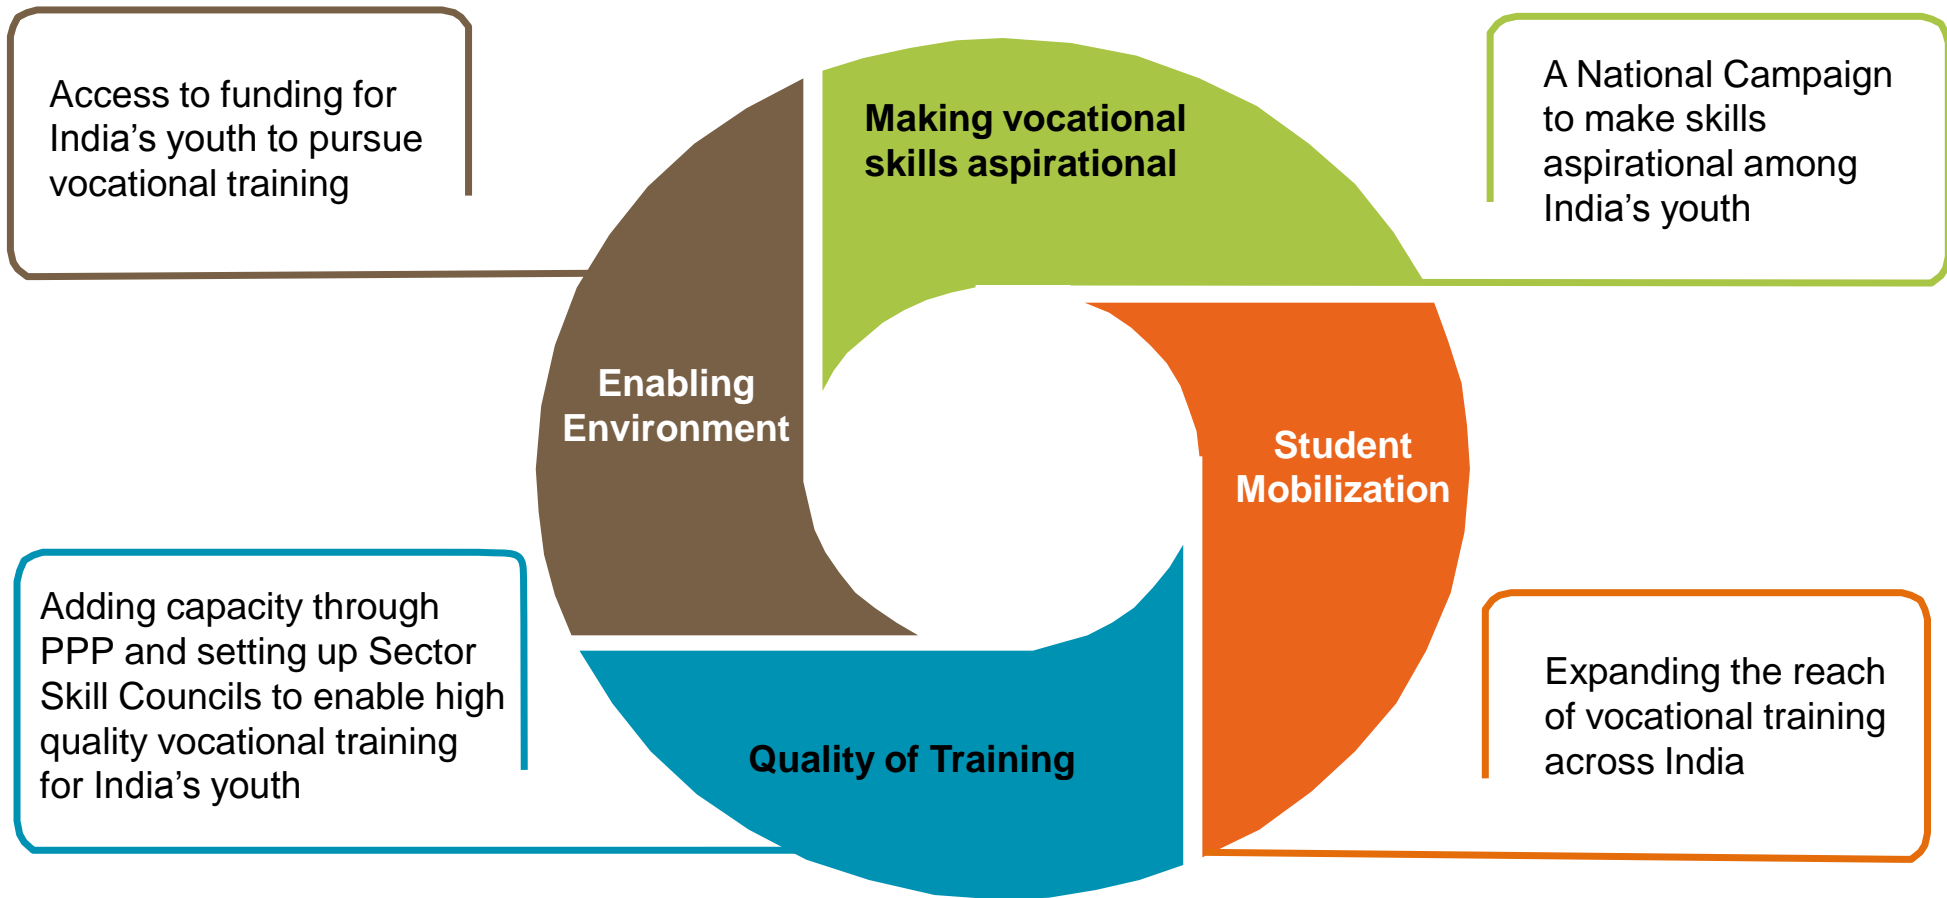 Access to funding for
India’s youth to pursue
vocational training
Making vocational
skills aspirational
A National Campaign
to make skills
aspirational among
India’s youth
Enabling
Environment
Student
Mobilization
Adding capacity through
PPP and setting up Sector
Skill Councils to enable high
quality vocational training
for India’s youth
Quality of Training
Expanding the reach
of vocational training
across India